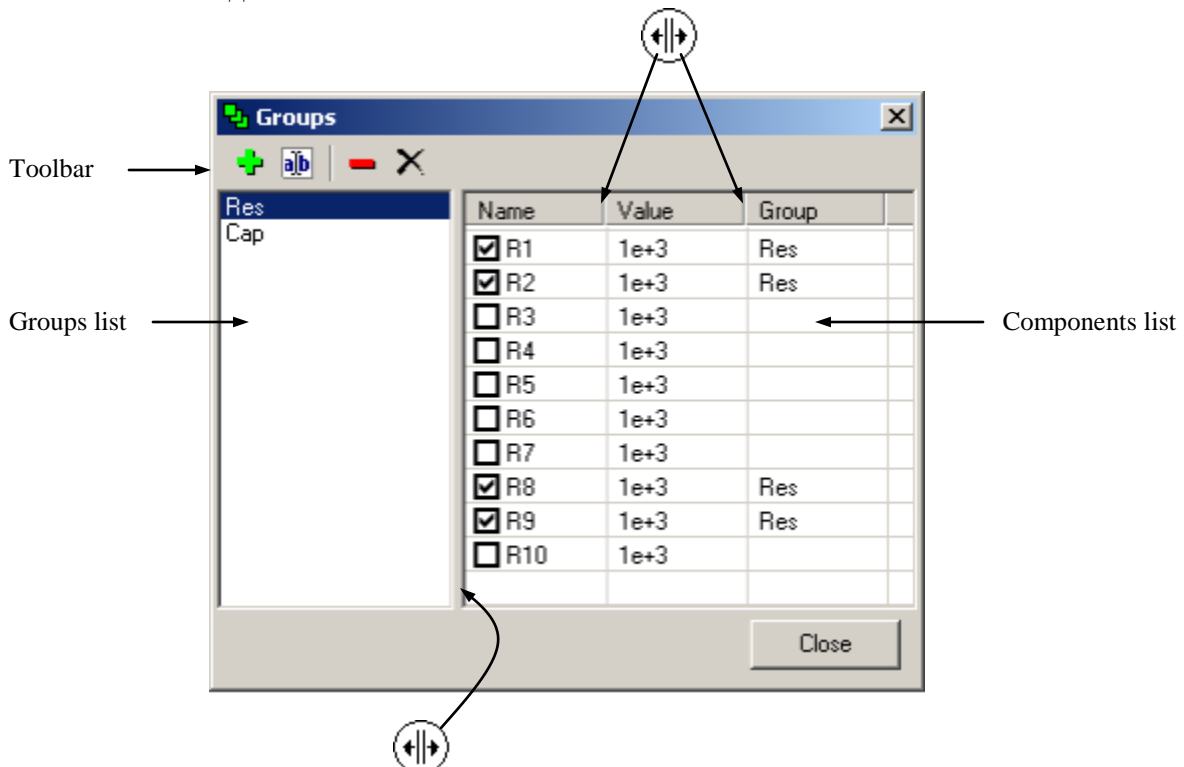 Groups
Toolbar
a|b
Res
Cap
Name Value Group
R1 1e+3 Res
R2 1e+3 Res
R3 1e+3
Groups list
Components list
R4 1e+3
R5 1e+3
R6 1e+3
R7 1e+3
R8 1e+3 Res
R9 1e+3 Res
R10 1e+3
Close